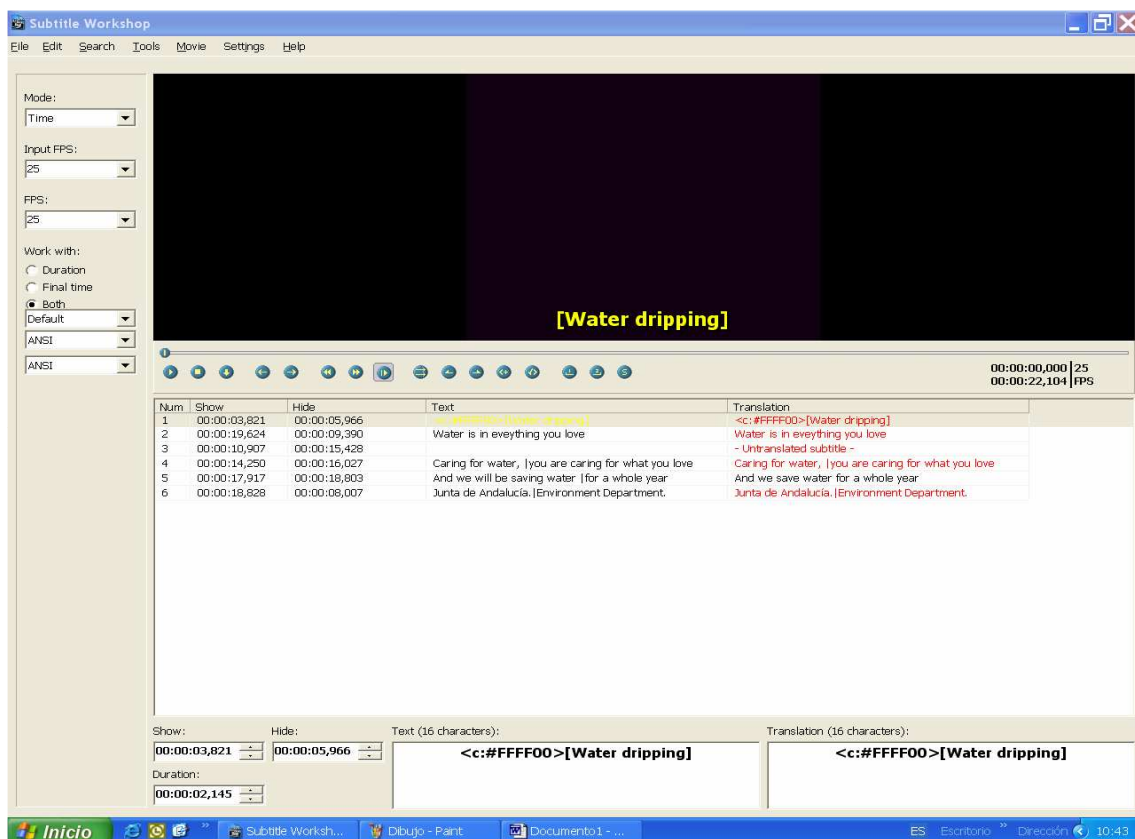 Subtitle Workshop
File Edit Search Tools Movie Settings Help
Mode:
Time
Input FPS:
25
FPS:
25
Work with:
Duration
Final time
Both
Default
ANSI
ANSI
[Water dripping]
00:00:00,000 25
00:00:22,104 FPS
Num Show Hide Text Translation
1 00:00:03,821 00:00:05,966 <c:#FFFF00>[Water dripping] <c:#FFFF00>[Water dripping]
2 00:00:19,624 00:00:09,390 Water is in eveything you love Water is in eveything you love
3 00:00:10,907 00:00:15,428 - Untranslated subtitle -
4 00:00:14,250 00:00:16,027 Caring for water, |you are caring for what you love Caring for water, |you are caring for what you love
5 00:00:17,917 00:00:18,803 And we will be saving water |for a whole year And we save water for a whole year
6 00:00:18,828 00:00:08,007 Junta de Andalucía.|Environment Department. Junta de Andalucía.|Environment Department.
Show: Hide: Text (16 characters): Translation (16 characters):
00:00:03,821 00:00:05,966 <c:#FFFF00>[Water dripping] <c:#FFFF00>[Water dripping]
Duration:
00:00:02,145
Inicio » Subtitle Worksh... Dibujo - Paint Documento1 - ... ES Escritorio » Dirección 10:43